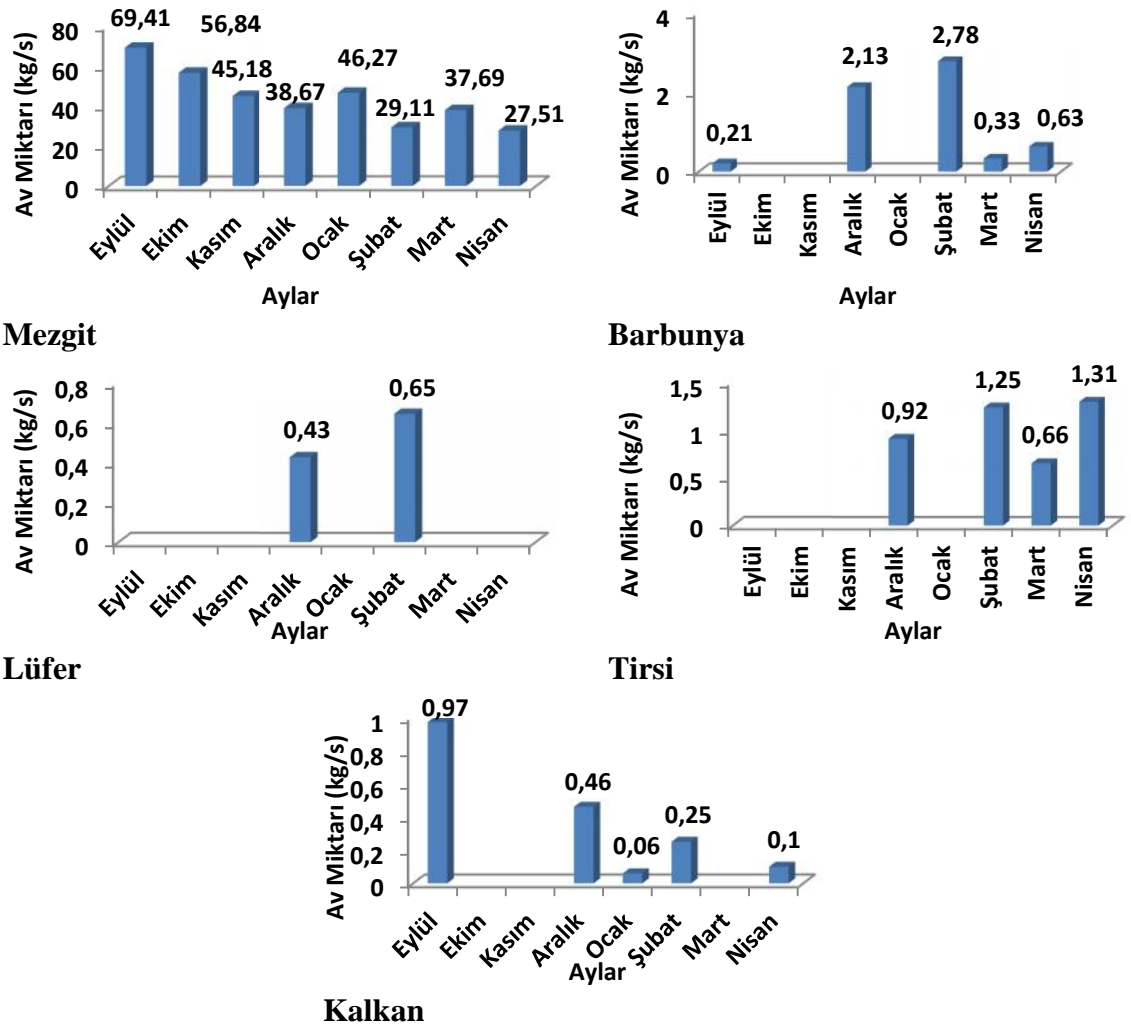 Av Miktarı (kg/s)
80
60
40
20
0
69,41
56,84
45,18
38,67
46,27
29,11
37,69
27,51
Eylül
Ekim
Kasım
Aralık
Ocak
Şubat
Mart
Nisan
Aylar
Mezgit
Av Miktarı (kg/s)
4
2
0
0,21
2,13
2,78
0,33
0,63
Eylül
Ekim
Kasım
Aralık
Ocak
Şubat
Mart
Nisan
Aylar
Barbunya
Av Miktarı (kg/s)
0,8
0,6
0,4
0,2
0
0,43
0,65
Eylül
Ekim
Kasım
Aralık
Ocak
Şubat
Mart
Nisan
Aylar
Lüfer
Av Miktarı (kg/s)
1,5
1
0,5
0
0,92
1,25
0,66
1,31
Eylül
Ekim
Kasım
Aralık
Ocak
Şubat
Mart
Nisan
Aylar
Tirsi
Av Miktarı (kg/s)
1
0,8
0,6
0,4
0,2
0
0,97
0,46
0,06
0,25
0,1
Eylül
Ekim
Kasım
Aralık
Ocak
Şubat
Mart
Nisan
Aylar
Kalkan